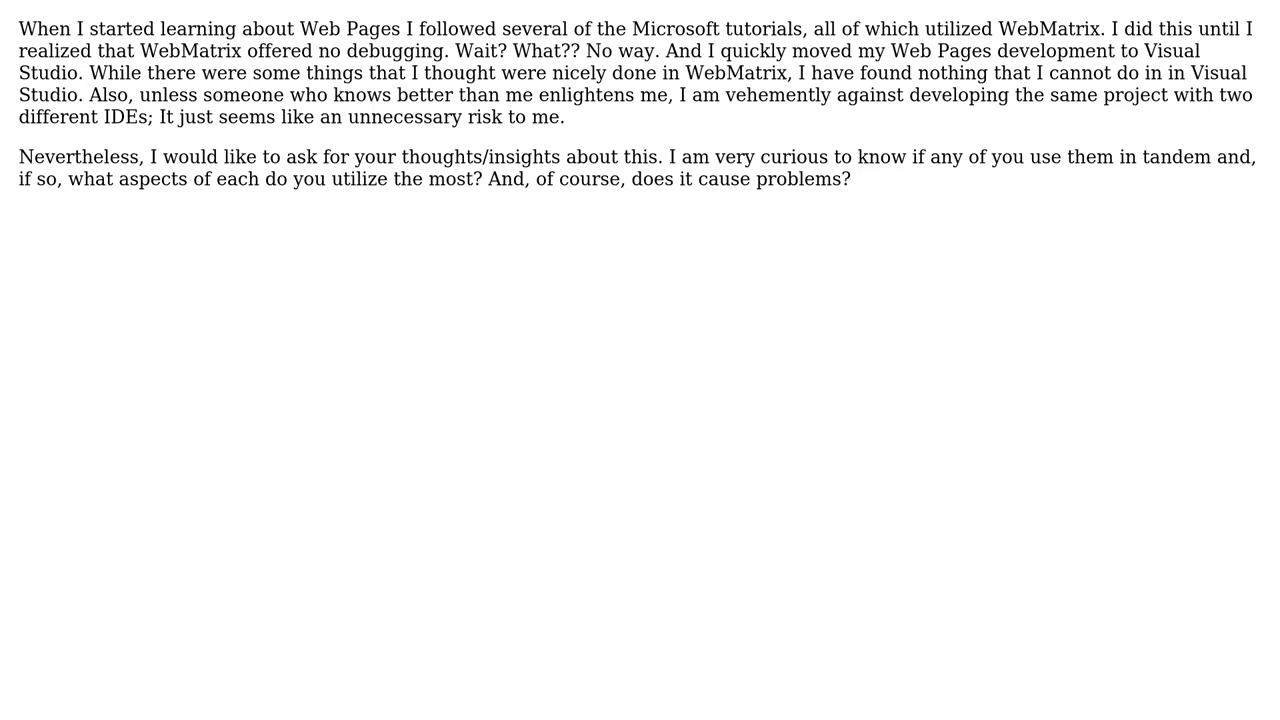 When I started learning about Web Pages I followed several of the Microsoft tutorials, all of which utilized WebMatrix. I did this until I
realized that WebMatrix offered no debugging. Wait? What?? No way. And I quickly moved my Web Pages development to Visual
Studio. While there were some things that I thought were nicely done in WebMatrix, I have found nothing that I cannot do in in Visual
Studio. Also, unless someone who knows better than me enlightens me, I am vehemently against developing the same project with two
different IDEs; It just seems like an unnecessary risk to me.
Nevertheless, I would like to ask for your thoughts/insights about this. I am very curious to know if any of you use them in tandem and,
if so, what aspects of each do you utilize the most? And, of course, does it cause problems?